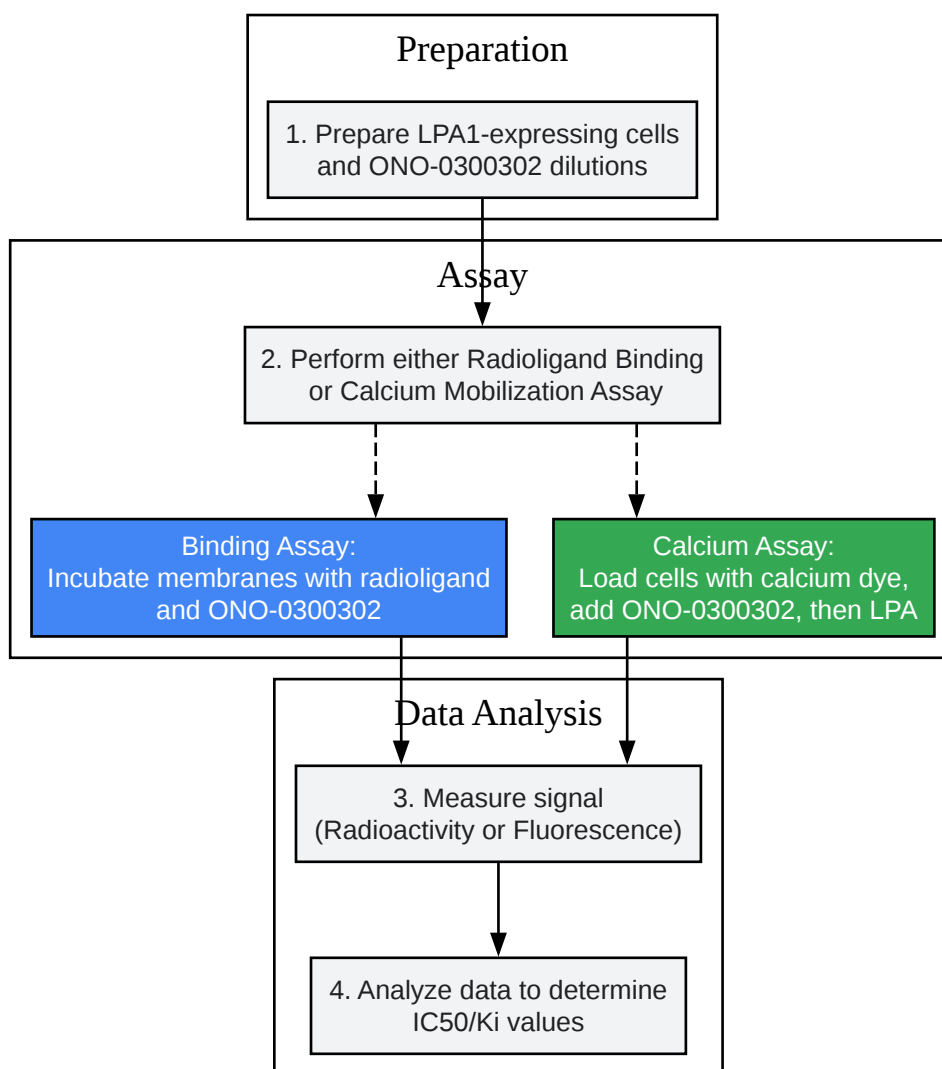 Preparation
1. Prepare LPA1-expressing cells
and ONO-0300302 dilutions
Assay
2. Perform either Radioligand Binding
or Calcium Mobilization Assay
Binding Assay:
Incubate membranes with radioligand
and ONO-0300302
Calcium Assay:
Load cells with calcium dye,
add ONO-0300302, then LPA
Data Analysis
3. Measure signal
(Radioactivity or Fluorescence)
4. Analyze data to determine
IC50/Ki values